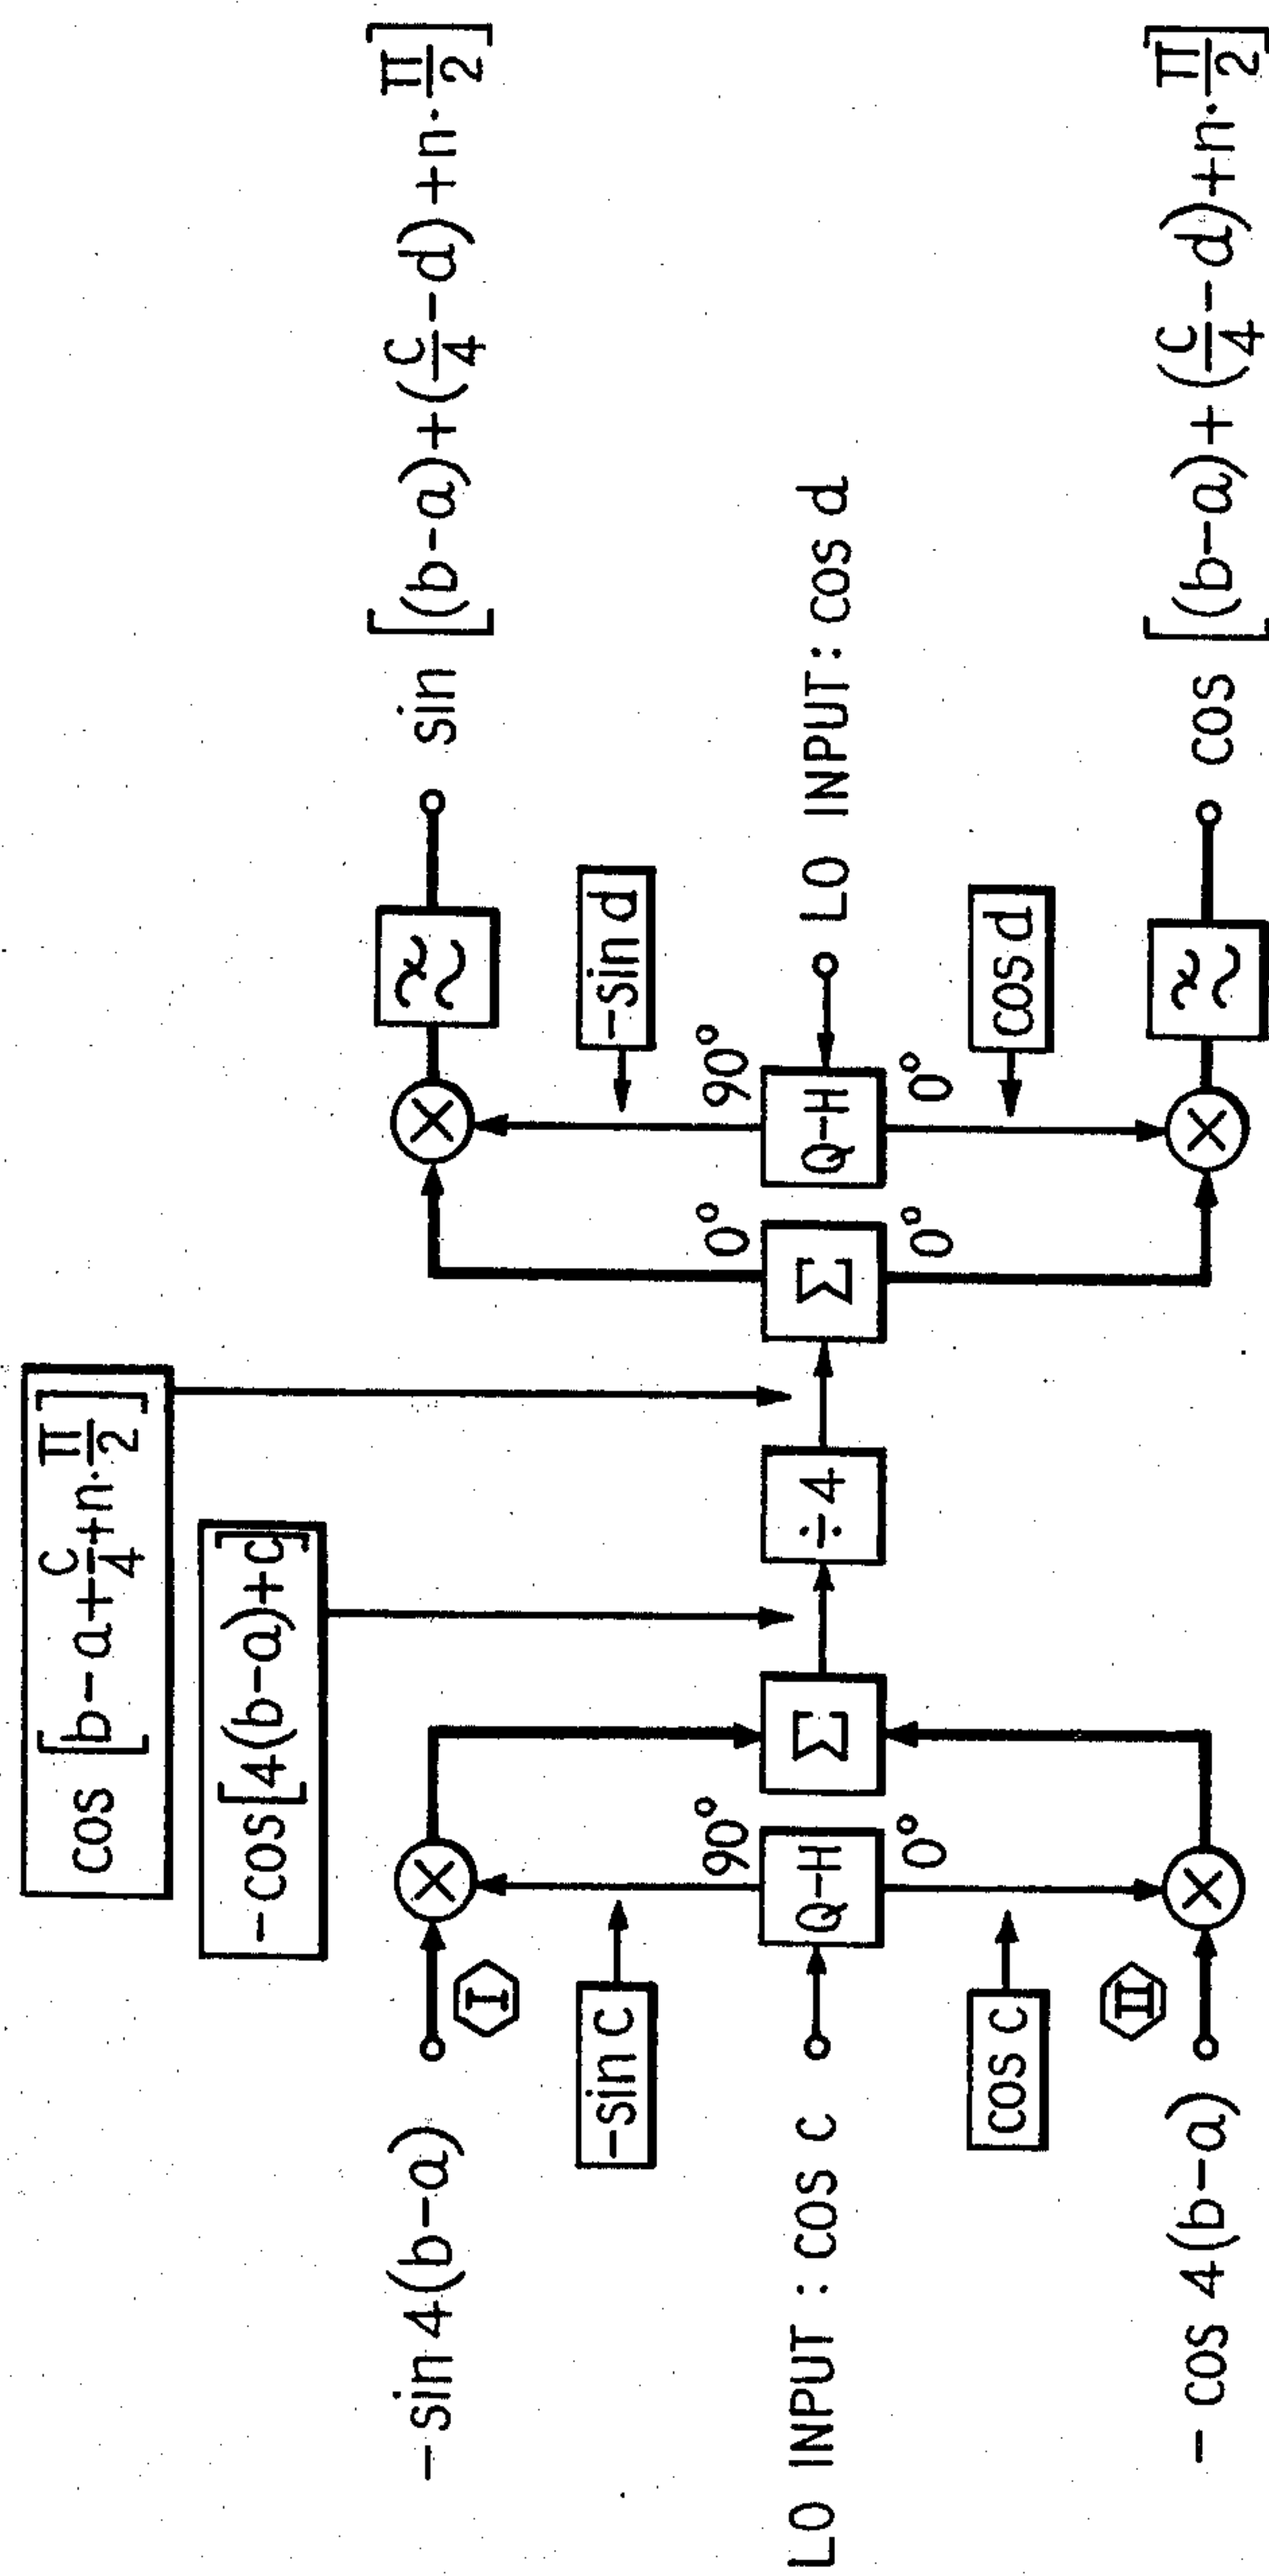 cos [b-a+C/4+n·π/2]
-cos[4(b-a)+c]
-sin 4(b-a)
I
90°
0°
90°
sin [(b-a)+(C/4-d)+n·π/2]
-sin C
-sin d
LO INPUT : COS C
Q-H
Σ
÷4
Σ
Q-H
LO INPUT: COS d
cos C
0°
0°
0°
cos d
II
- cos 4(b-a)
cos [(b-a)+(C/4-d)+n·π/2]